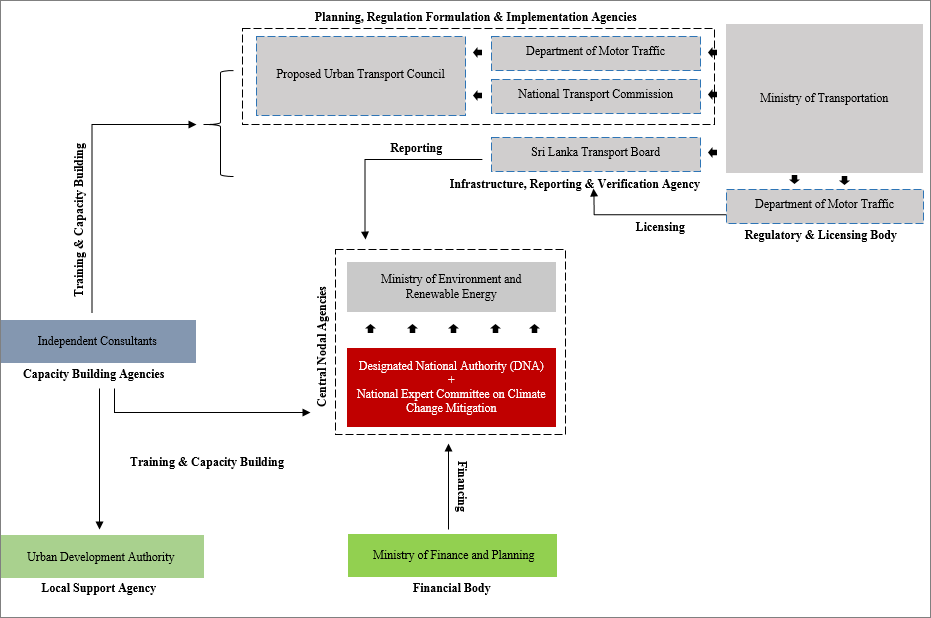 Planning, Regulation Formulation & Implementation Agencies
Proposed Urban Transport Council
Department of Motor Traffic
National Transport Commission
Ministry of Transportation
Reporting
Sri Lanka Transport Board
Infrastructure, Reporting & Verification Agency
Licensing
Department of Motor Traffic
Regulatory & Licensing Body
Training & Capacity Building
Independent Consultants
Capacity Building Agencies
Central Nodal Agencies
Ministry of Environment and
Renewable Energy
Designated National Authority (DNA)
+
National Expert Committee on Climate
Change Mitigation
Training & Capacity Building
Financing
Urban Development Authority
Local Support Agency
Ministry of Finance and Planning
Financial Body